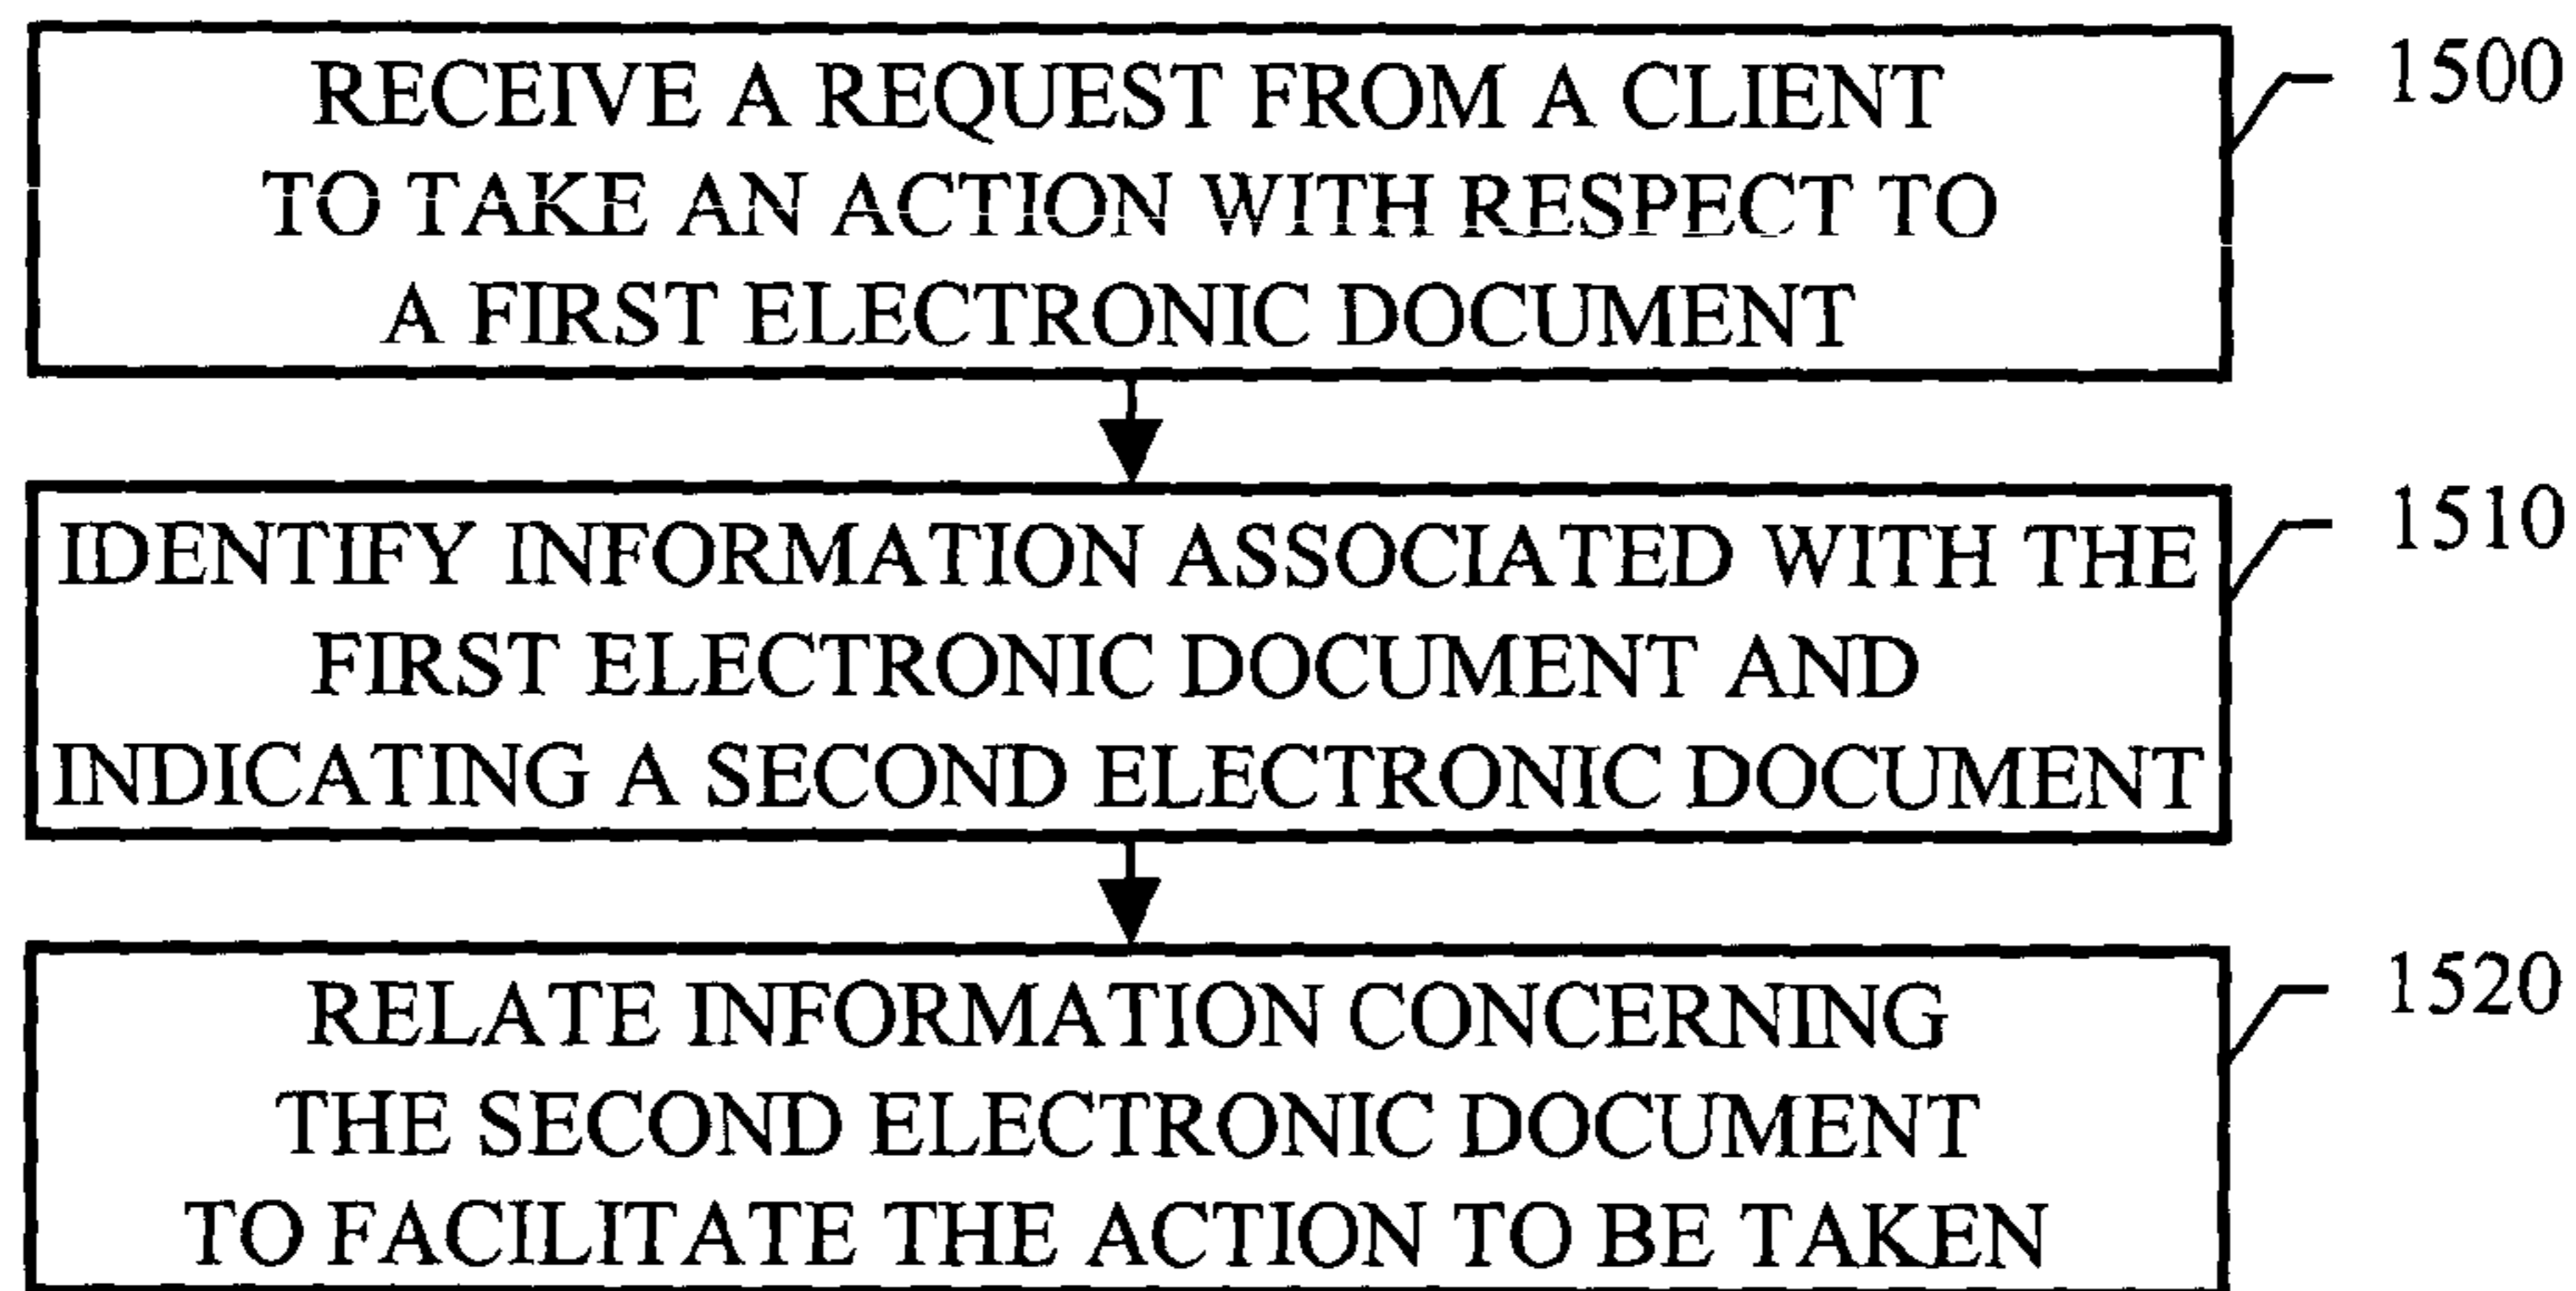 RECEIVE A REQUEST FROM A CLIENT
TO TAKE AN ACTION WITH RESPECT TO
A FIRST ELECTRONIC DOCUMENT
1500
IDENTIFY INFORMATION ASSOCIATED WITH THE
FIRST ELECTRONIC DOCUMENT AND
INDICATING A SECOND ELECTRONIC DOCUMENT
1510
RELATE INFORMATION CONCERNING
THE SECOND ELECTRONIC DOCUMENT
TO FACILITATE THE ACTION TO BE TAKEN
1520